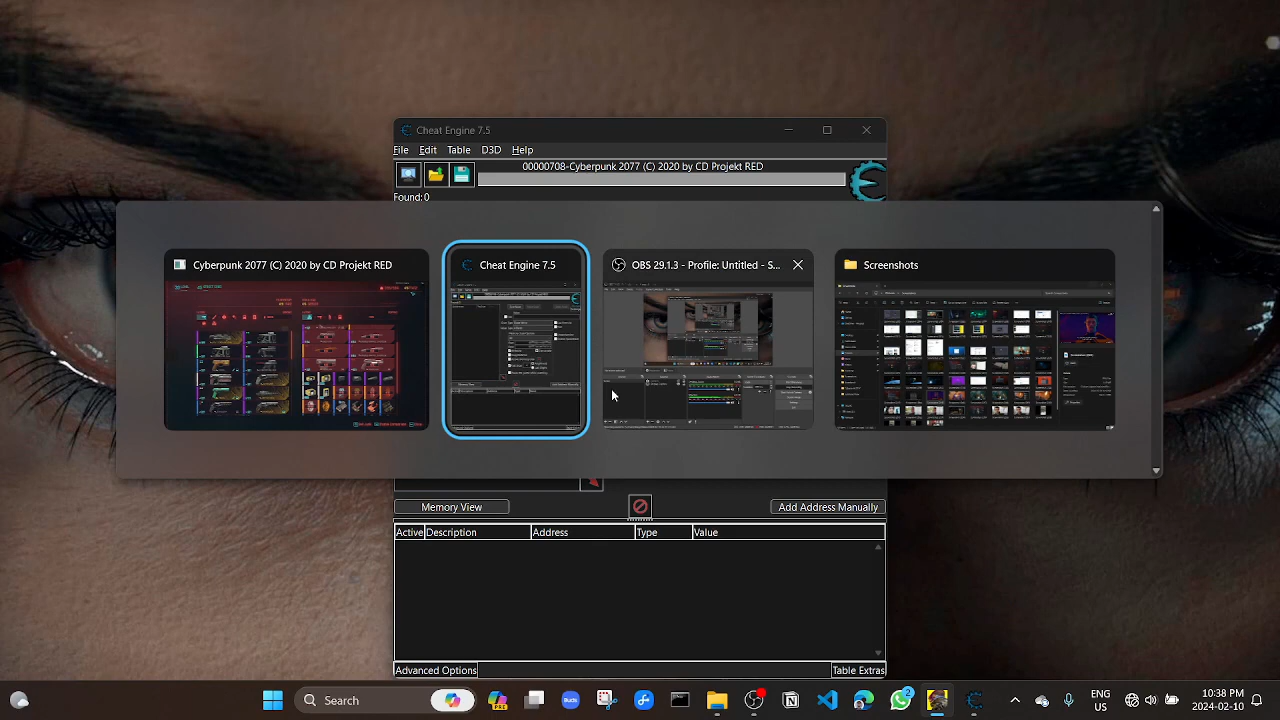 Cheat Engine 7.5
File Edit Table D3D Help
00000708-Cyberpunk 2077 (C) 2020 by CD Projekt RED
Found:0
Cyberpunk 2077 (C) 2020 by CD Projekt RED
Cheat Engine 7.5
OBS 29.1.3 - Profile: Untitled - S...
Screenshots
Memory View
Add Address Manually
Active Description Address Type Value
Advanced Options
Table Extras
Search
ENG
US
10:38 PM
2024-02-10
2